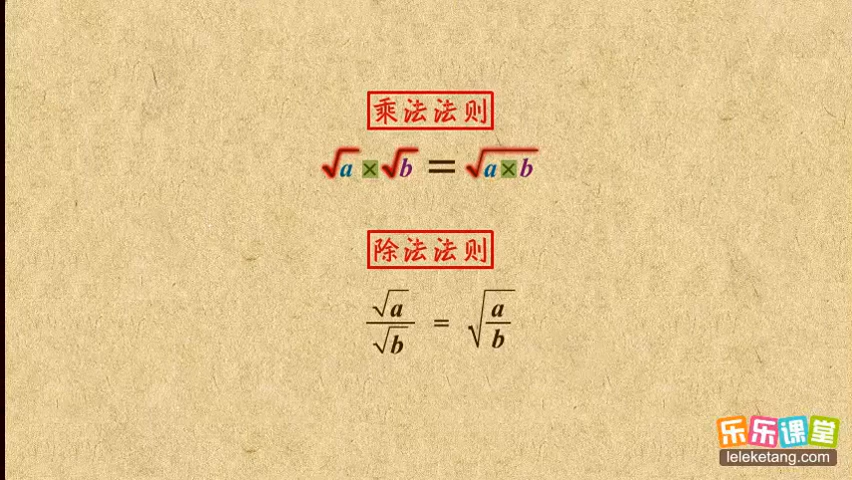 乘法法则
√a × √b = √(a × b)
除法法则
√a/√b = √(a/b)
乐乐课堂
leleketang.com